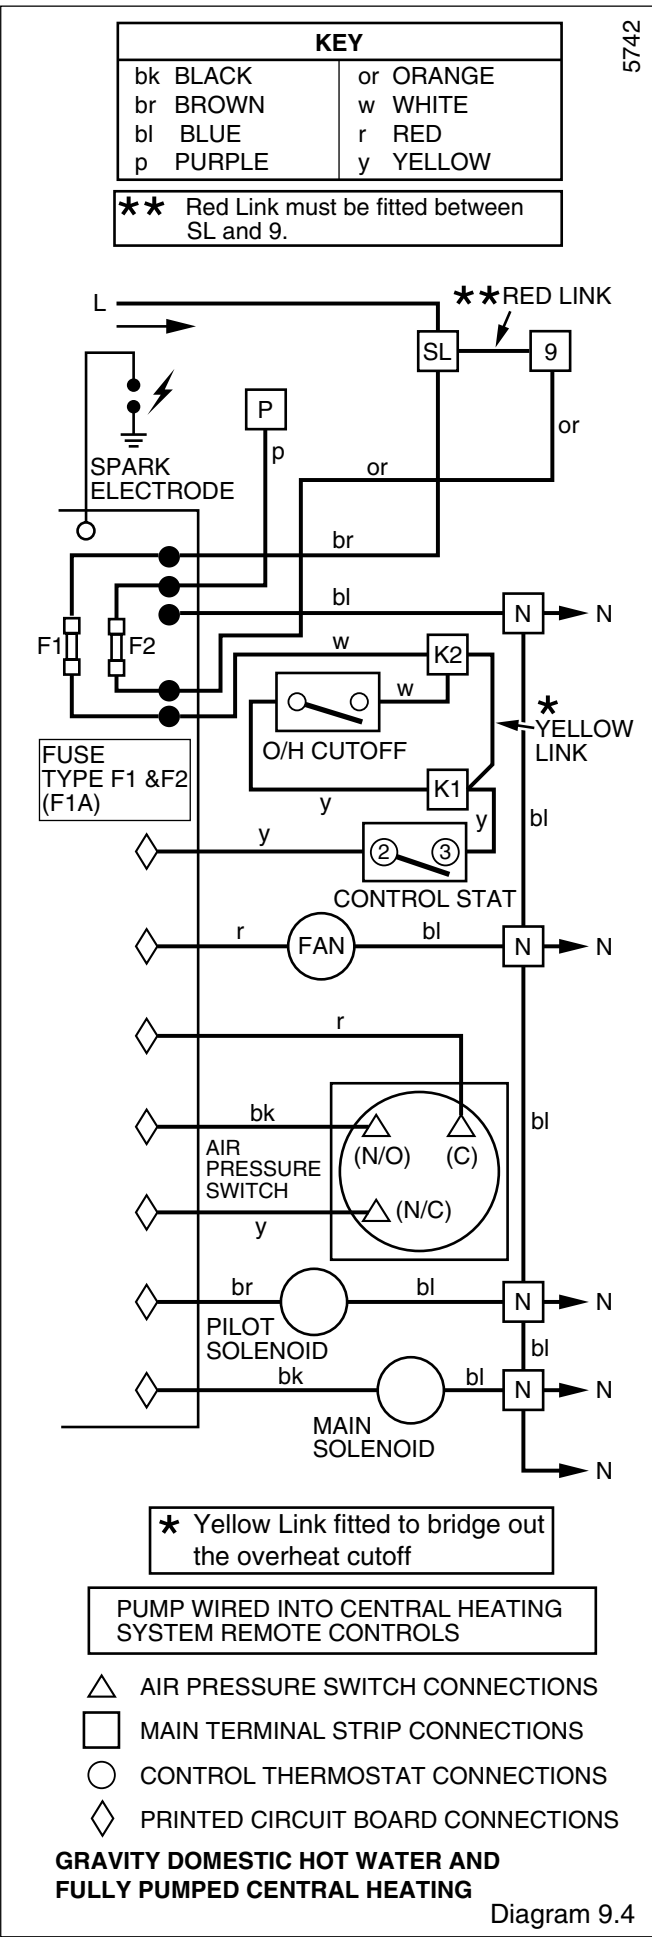 5742
KEY
bk BLACK
br BROWN
bl BLUE
p PURPLE
or ORANGE
w WHITE
r RED
y YELLOW
** Red Link must be fitted between
SL and 9.
L
**RED LINK
SL
9
P
or
p
SPARK
ELECTRODE
or
br
bl
N
N
F1
F2
w
K2
w
*
YELLOW
LINK
O/H CUTOFF
FUSE
TYPE F1 &F2
(F1A)
K1
y
y
bl
y
2
3
CONTROL STAT
r
FAN
bl
N
N
r
bk
(N/O)
(C)
bl
AIR
PRESSURE
SWITCH
(N/C)
y
br
bl
N
N
PILOT
SOLENOID
bl
bk
bl
N
N
MAIN
SOLENOID
N
* Yellow Link fitted to bridge out
the overheat cutoff
PUMP WIRED INTO CENTRAL HEATING
SYSTEM REMOTE CONTROLS
AIR PRESSURE SWITCH CONNECTIONS
MAIN TERMINAL STRIP CONNECTIONS
CONTROL THERMOSTAT CONNECTIONS
PRINTED CIRCUIT BOARD CONNECTIONS
GRAVITY DOMESTIC HOT WATER AND
FULLY PUMPED CENTRAL HEATING
Diagram 9.4